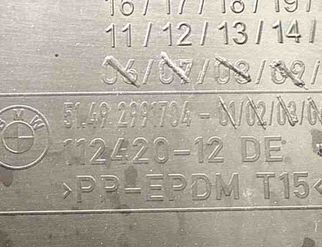 16/17/18/19/
11/12/13/14/
06/07/08/09/
BMW
51.49.2991704-01/02/03/0
112420-12 DE
>PP-EPDM T15<